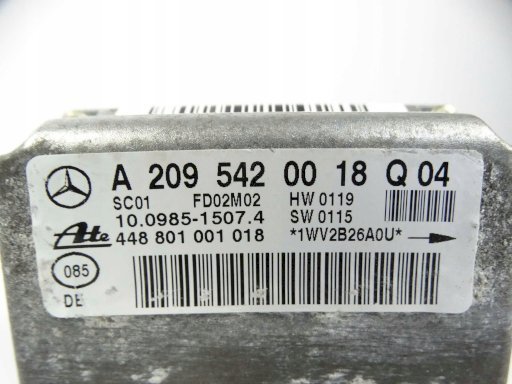 A 209 542 00 18 Q 04
SC01 FD02M02 HW 0119
10.0985-1507.4 SW 0115
Ate 448 801 001 018 *1WV2B26A0U*
085
DE